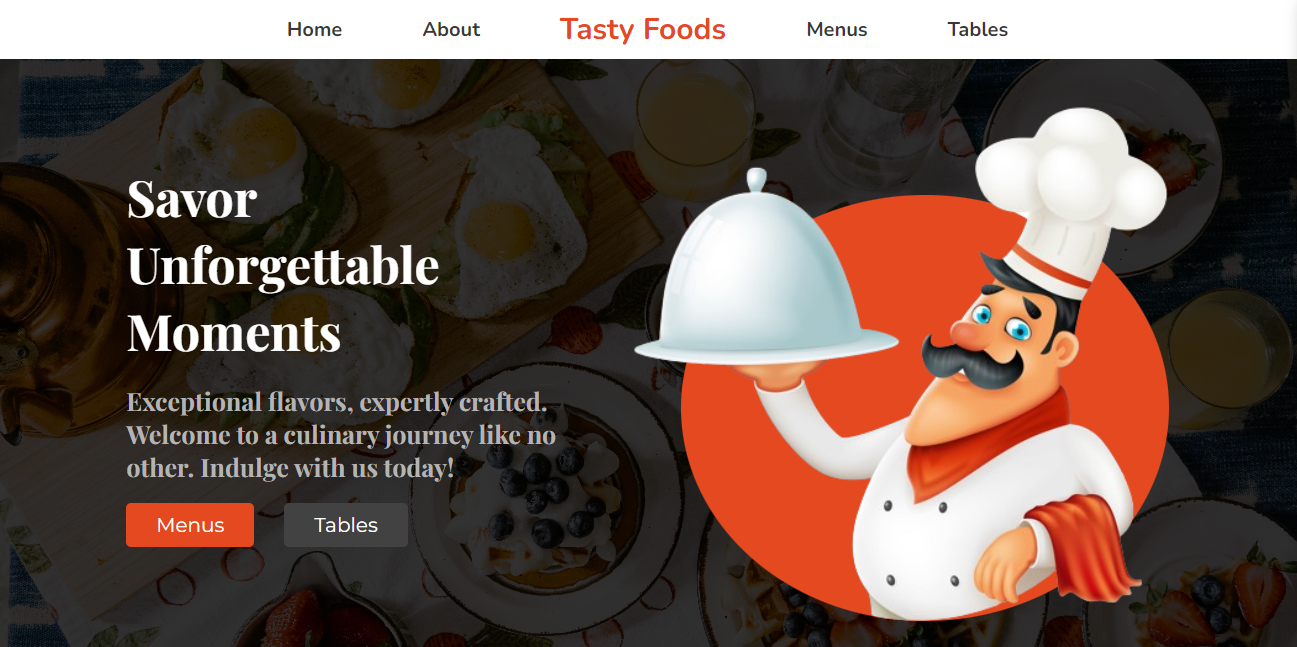 Home About Tasty Foods Menus Tables
Savor
Unforgettable
Moments
Exceptional flavors, expertly crafted.
Welcome to a culinary journey like no
other. Indulge with us today!
Menus Tables